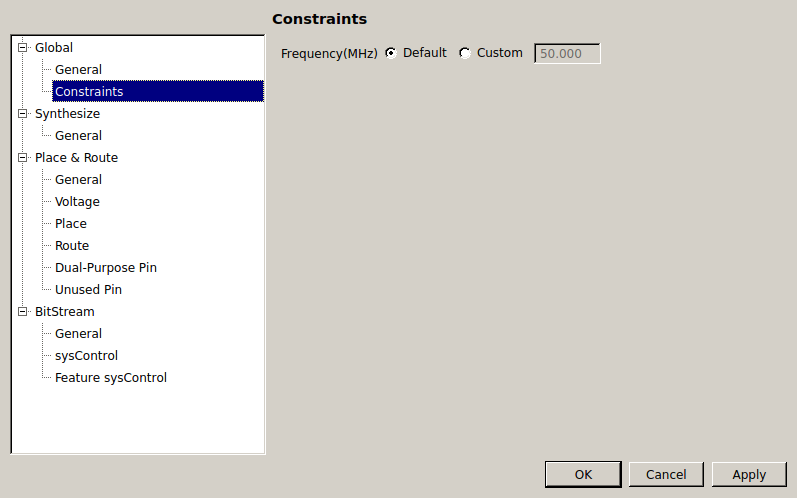 Constraints
Frequency(MHz) Default Custom 50.000
Global
General
Constraints
Synthesize
General
Place & Route
General
Voltage
Place
Route
Dual-Purpose Pin
Unused Pin
BitStream
General
sysControl
Feature sysControl
OK Cancel Apply